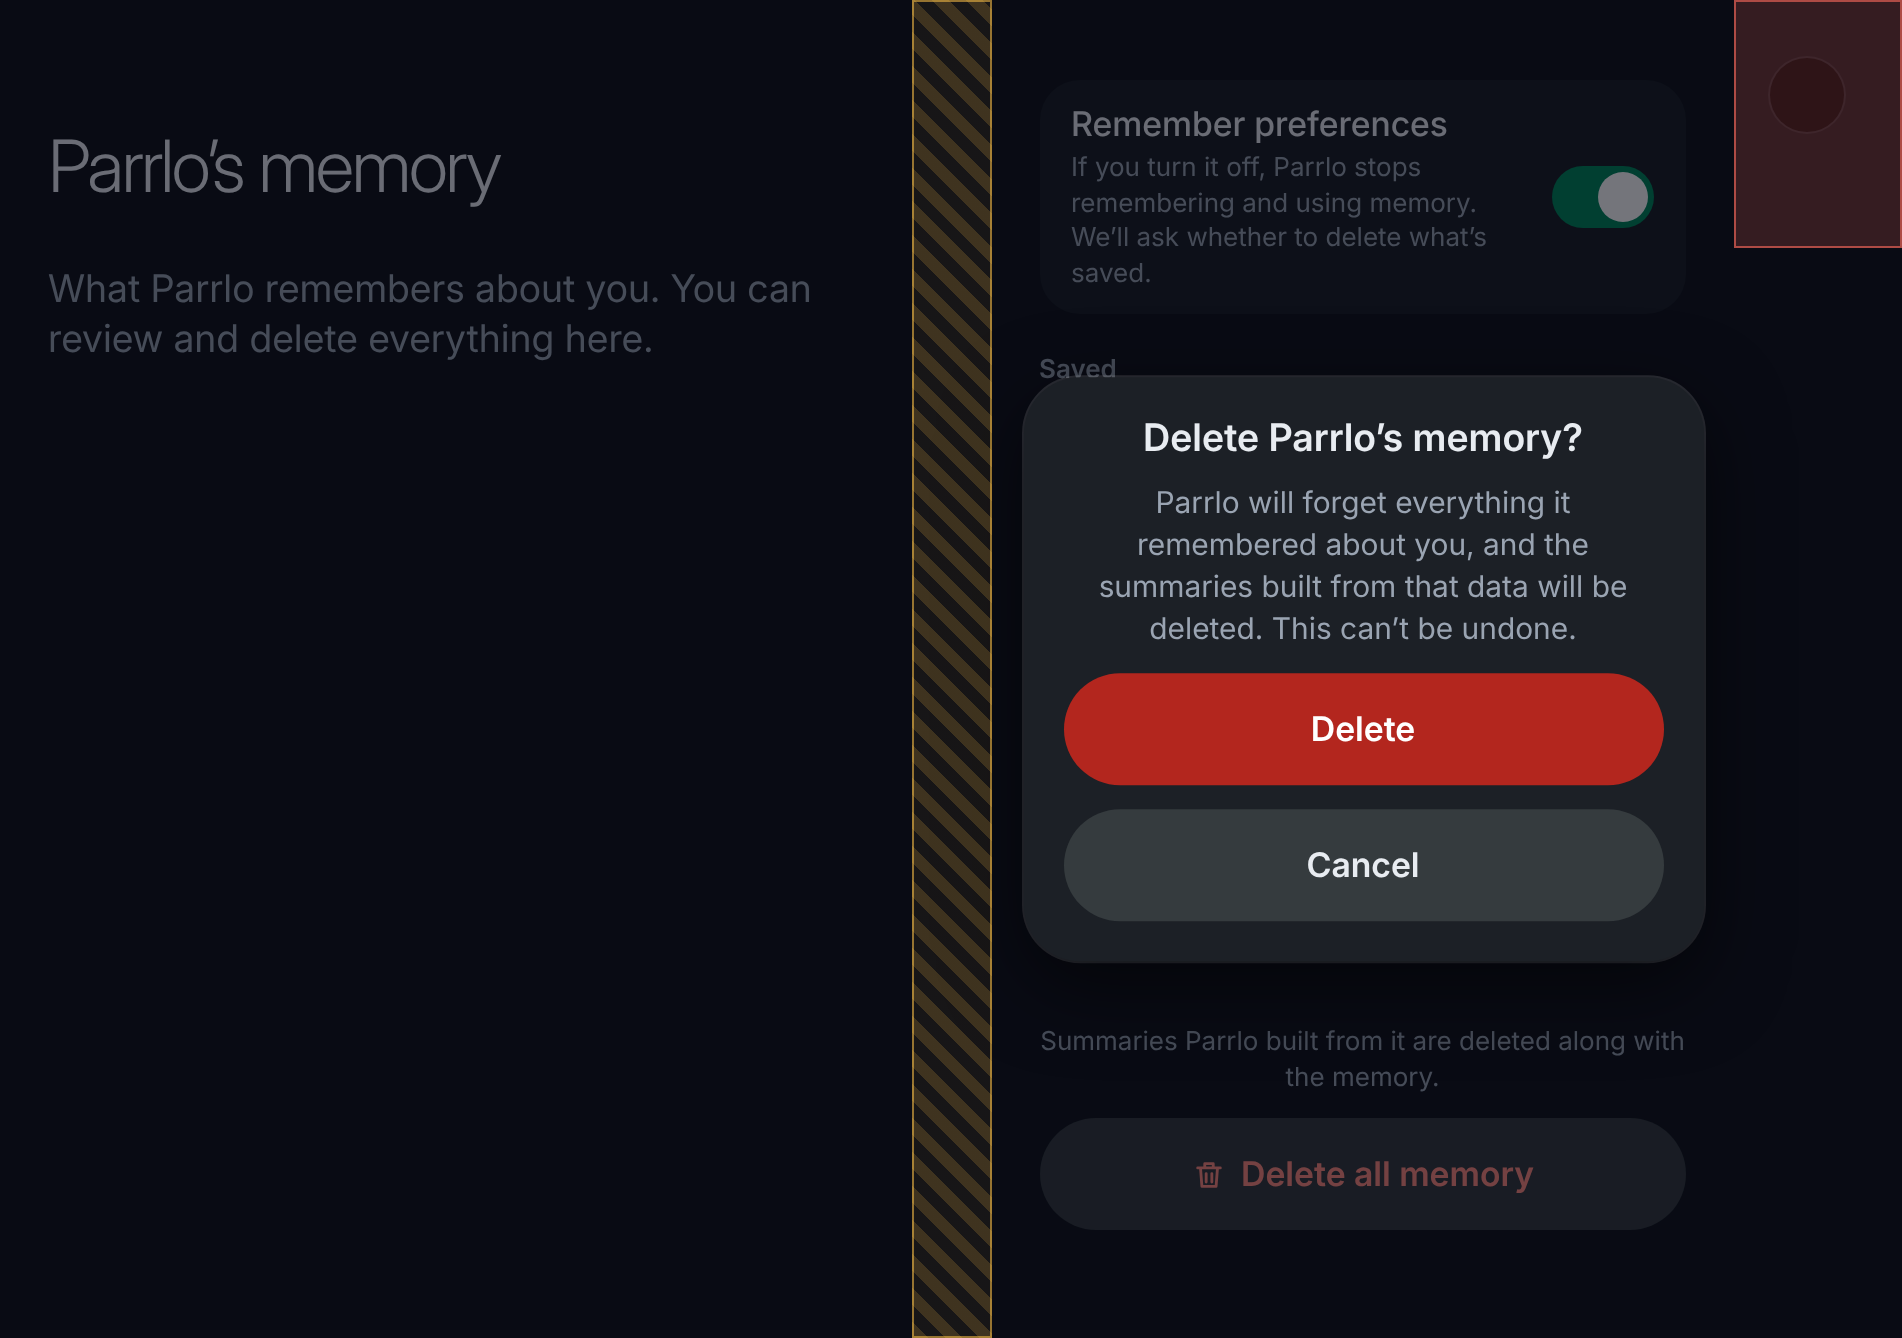 Parrlo’s memory
What Parrlo remembers about you. You can
review and delete everything here.
Remember preferences
If you turn it off, Parrlo stops
remembering and using memory.
We’ll ask whether to delete what’s
saved.
Saved
Delete Parrlo’s memory?
Parrlo will forget everything it
remembered about you, and the
summaries built from that data will be
deleted. This can’t be undone.
Delete
Cancel
Summaries Parrlo built from it are deleted along with
the memory.
Delete all memory